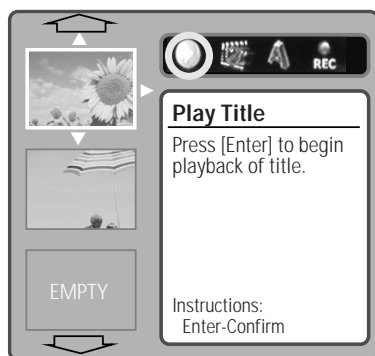 REC
Play Title
Press [Enter] to begin
playback of title.
EMPTY
Instructions:
Enter-Confirm